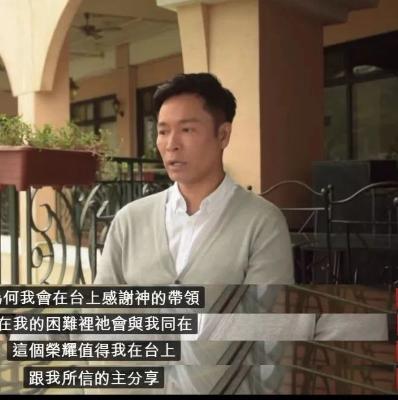 何我會在台上感謝神的帶領
在我的困難裡祂會與我同在
這個榮耀值得我在台上
跟我所信的主分享